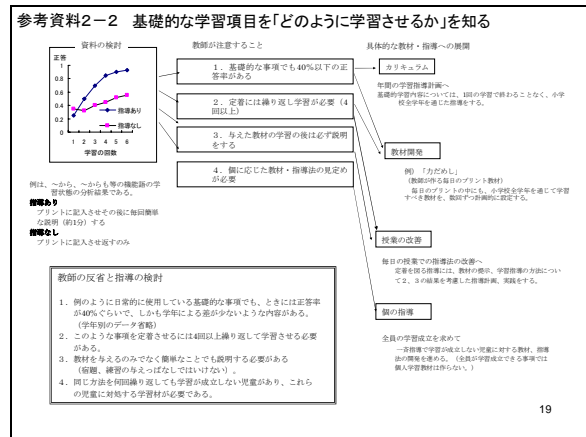 参考資料2-2 基礎的な学習項目を「どのように学習させるか」を知る
資料の検討
正答
1
0.8
0.6
0.4
0.2
0
1 2 3 4 5 6
学習の回数
指導あり
指導なし
例は、～から、～からも等の機能語の学
習状態の分析結果である。
指導あり
プリントに記入させその後に毎回簡単
な説明（約1分）する
指導なし
プリントに記入させ返すのみ
教師が注意すること
1．基礎的な事でも40％以下の正
答率がある
2．定着には繰り返し学習が必要（4
回以上）
3．与えた教材の学習の後は必ず説明
をする
4．個に応じた教材・指導法の見定め
が必要
具体的な教材・指導への展開
カリキュラム
年間の学習指導計画へ
基礎的学習内容については、1回の学習で終わることなく、小学
校全学年を通じた指導をする。
教材開発
例）「力だめし」
（教師が作る毎日のプリント教材）
毎日のプリントの中にも、小学校全学年を通じて学習
すべき教材を、数問ずつ計画的に設定する。
授業の改善
毎日の授業での指導法の改善へ
定着を図る指導には、教材の提示、学習指導の方法につい
て2、3の結果を考慮した指導計画、実践をする。
個の指導
全員の学習成立を求めて
一斉指導で学習が成立しない児童に対する教材、指導
法の開発を進める。（全員が学習成立できる事項では
個人学習教材は作らない。）
教師の反省と指導の検討
1．例のように日常的に使用している基礎的な事項でも、ときには正答率
が40％ぐらいで、しかも学年による差が少ないような内容がある。
（学年別のデータ省略）
2．このような事項を定着させるには4回以上繰り返して学習させる必要
がある。
3．教材を与えるのみでなく簡単なことでも説明する必要がある
（宿題、練習の与えっぱなしではいけない）。
4．同じ方法を何回繰り返しても学習が成立しない児童があり、これら
の児童に対処する学習材が必要である。
19